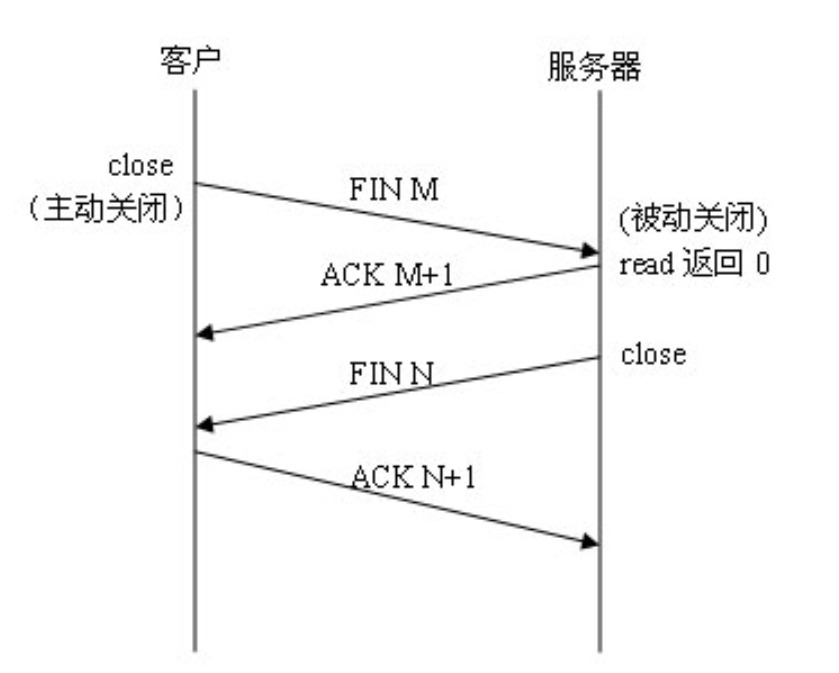 客户
服务器
close
（主动关闭）
FIN M
(被动关闭)
read 返回 0
ACK M+1
close
FIN N
ACK N+1